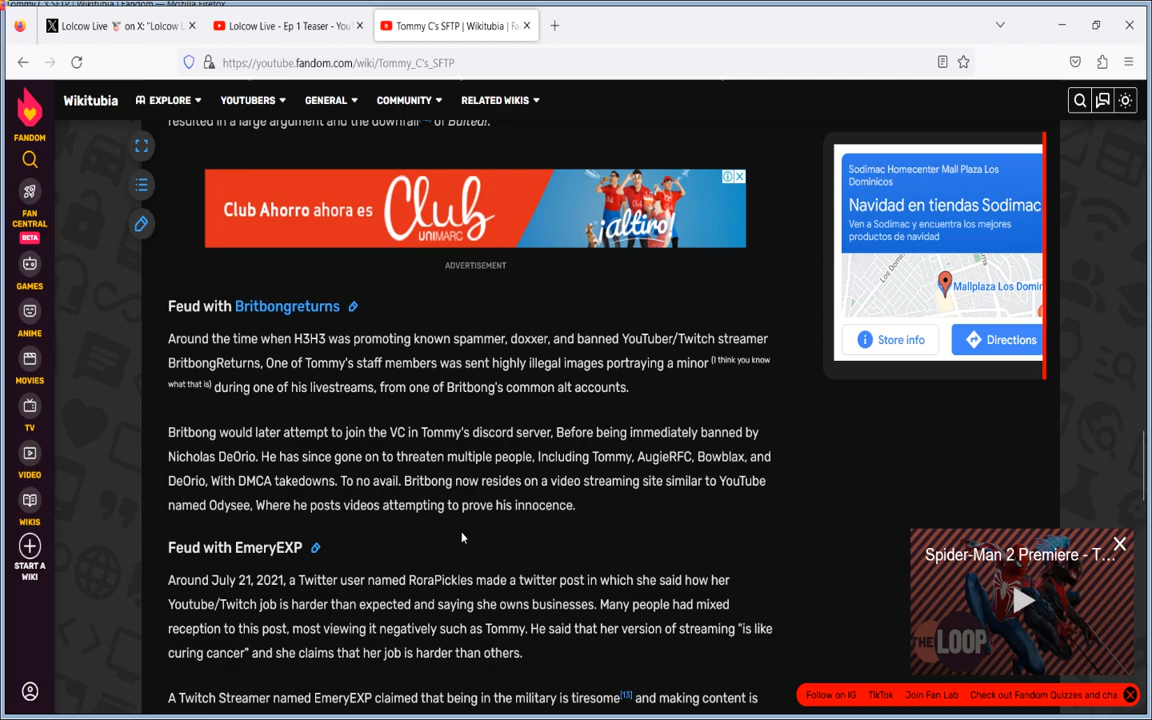 Tommy C's SFTP | Wikitubia | Fandom — Mozilla Firefox
Lolcow Live 🐮 on X: "Lolcow L
Lolcow Live - Ep 1 Teaser - You
Tommy C's SFTP | Wikitubia | Fa
https://youtube.fandom.com/wiki/Tommy_C's_SFTP
FANDOM
FAN
CENTRAL
BETA
GAMES
ANIME
MOVIES
TV
VIDEO
WIKIS
START A
WIKI
Wikitubia
EXPLORE
YOUTUBERS
GENERAL
COMMUNITY
RELATED WIKIS
resulted in a large argument and the downfall of Bulteur.
Club Ahorro ahora es
Club
UNIMARC
¡altiro!
ADVERTISEMENT
Sodimac Homecenter Mall Plaza Los
Dominicos
Navidad en tiendas Sodimac
Ven a Sodimac y encuentra los mejores
productos de navidad
Los Do
Mallplaza Los Domin
Store info
Directions
Feud with Britbongreturns
Around the time when H3H3 was promoting known spammer, doxxer, and banned YouTuber/Twitch streamer
BritbongReturns, One of Tommy's staff members was sent highly illegal images portraying a minor (I think you know
what that is) during one of his livestreams, from one of Britbong's common alt accounts.
Britbong would later attempt to join the VC in Tommy's discord server, Before being immediately banned by
Nicholas DeOrio. He has since gone on to threaten multiple people, Including Tommy, AugieRFC, Bowblax, and
DeOrio, With DMCA takedowns. To no avail. Britbong now resides on a video streaming site similar to YouTube
named Odysee, Where he posts videos attempting to prove his innocence.
Feud with EmeryEXP
Around July 21, 2021, a Twitter user named RoraPickles made a twitter post in which she said how her
Youtube/Twitch job is harder than expected and saying she owns businesses. Many people had mixed
reception to this post, most viewing it negatively such as Tommy. He said that her version of streaming "is like
curing cancer" and she claims that her job is harder than others.
A Twitch Streamer named EmeryEXP claimed that being in the military is tiresome[13] and making content is
Spider-Man 2 Premiere - T...
THE LOOP
Follow on IG
TikTok
Join Fan Lab
Check out Fandom Quizzes and cha